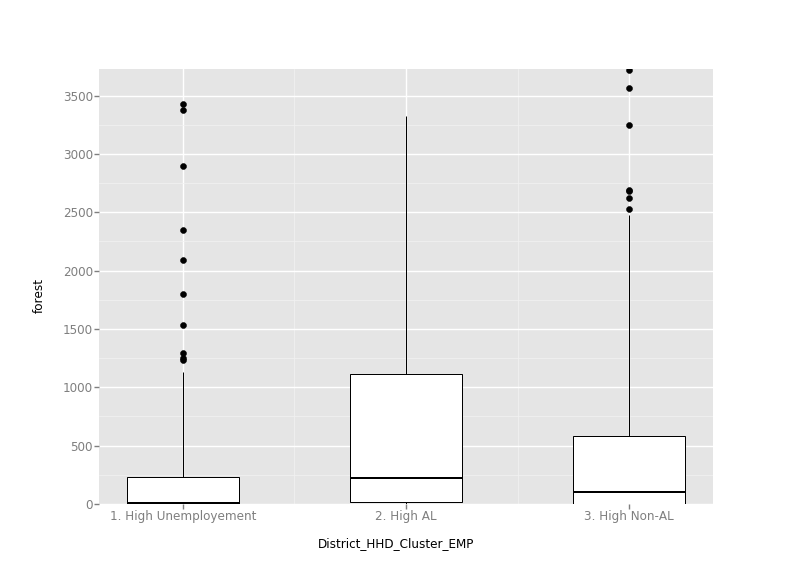 3500
3000
2500
2000
1500
1000
500
0
forest
1. High Unemployement
2. High AL
3. High Non-AL
District_HHD_Cluster_EMP